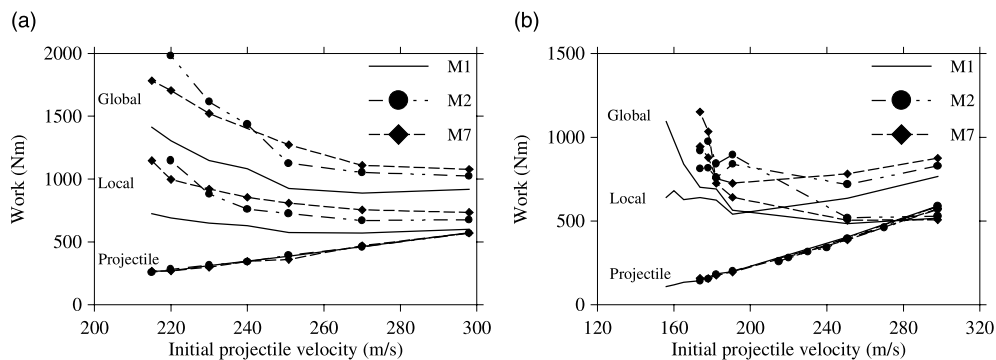 (a)
2000
1500
1000
500
0
Work (Nm)
Global
Local
Projectile
M1
M2
M7
200 220 240 260 280 300
Initial projectile velocity (m/s)
(b)
1500
1000
500
0
Work (Nm)
Global
Local
Projectile
M1
M2
M7
120 160 200 240 280 320
Initial projectile velocity (m/s)